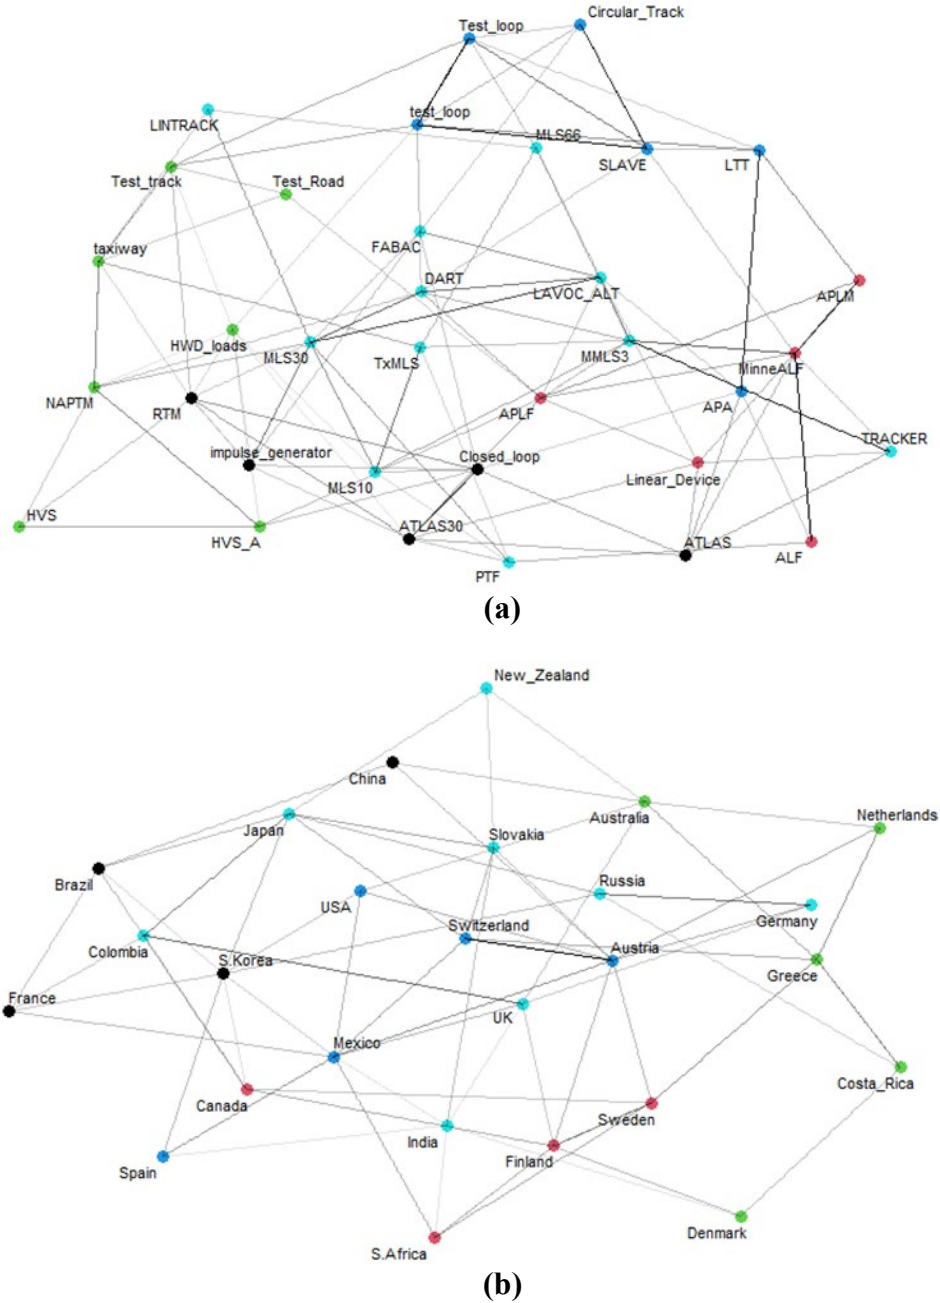 Circular_Track
Test_loop
test_loop
LINTRACK
MLS66
SLAVE
LTT
Test_track
Test_Road
taxiway
FABAC
DART
LAVOC_ALT
APLM
HWD_loads
MLS30
TxMLS
MMLS3
MinneALF
NAPTM
RTM
APLF
APA
TRACKER
impulse_generator
Closed_loop
Linear_Device
MLS10
HVS
HVS_A
ATLAS30
ATLAS
ALF
PTF
(a)
New_Zealand
China
Japan
Australia
Netherlands
Slovakia
Brazil
USA
Russia
Germany
Switzerland
Colombia
S.Korea
Austria
Greece
France
UK
Mexico
Costa_Rica
Canada
Sweden
India
Finland
Spain
Denmark
S.Africa
(b)